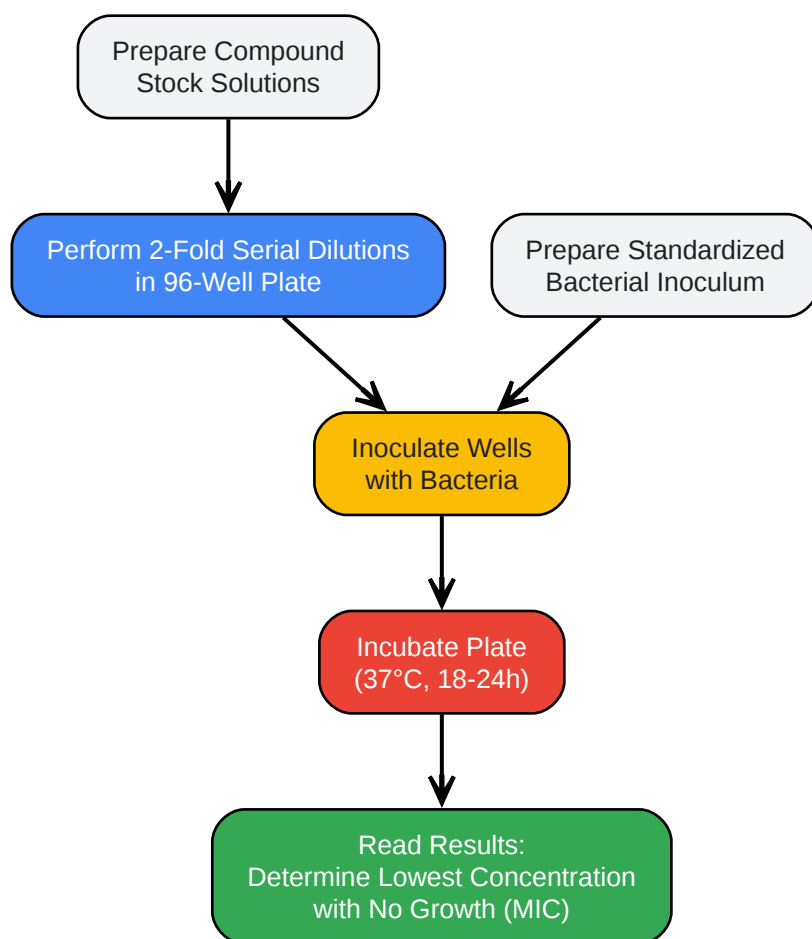 Prepare Compound
Stock Solutions
Perform 2-Fold Serial Dilutions
in 96-Well Plate
Prepare Standardized
Bacterial Inoculum
Inoculate Wells
with Bacteria
Incubate Plate
(37°C, 18-24h)
Read Results:
Determine Lowest Concentration
with No Growth (MIC)